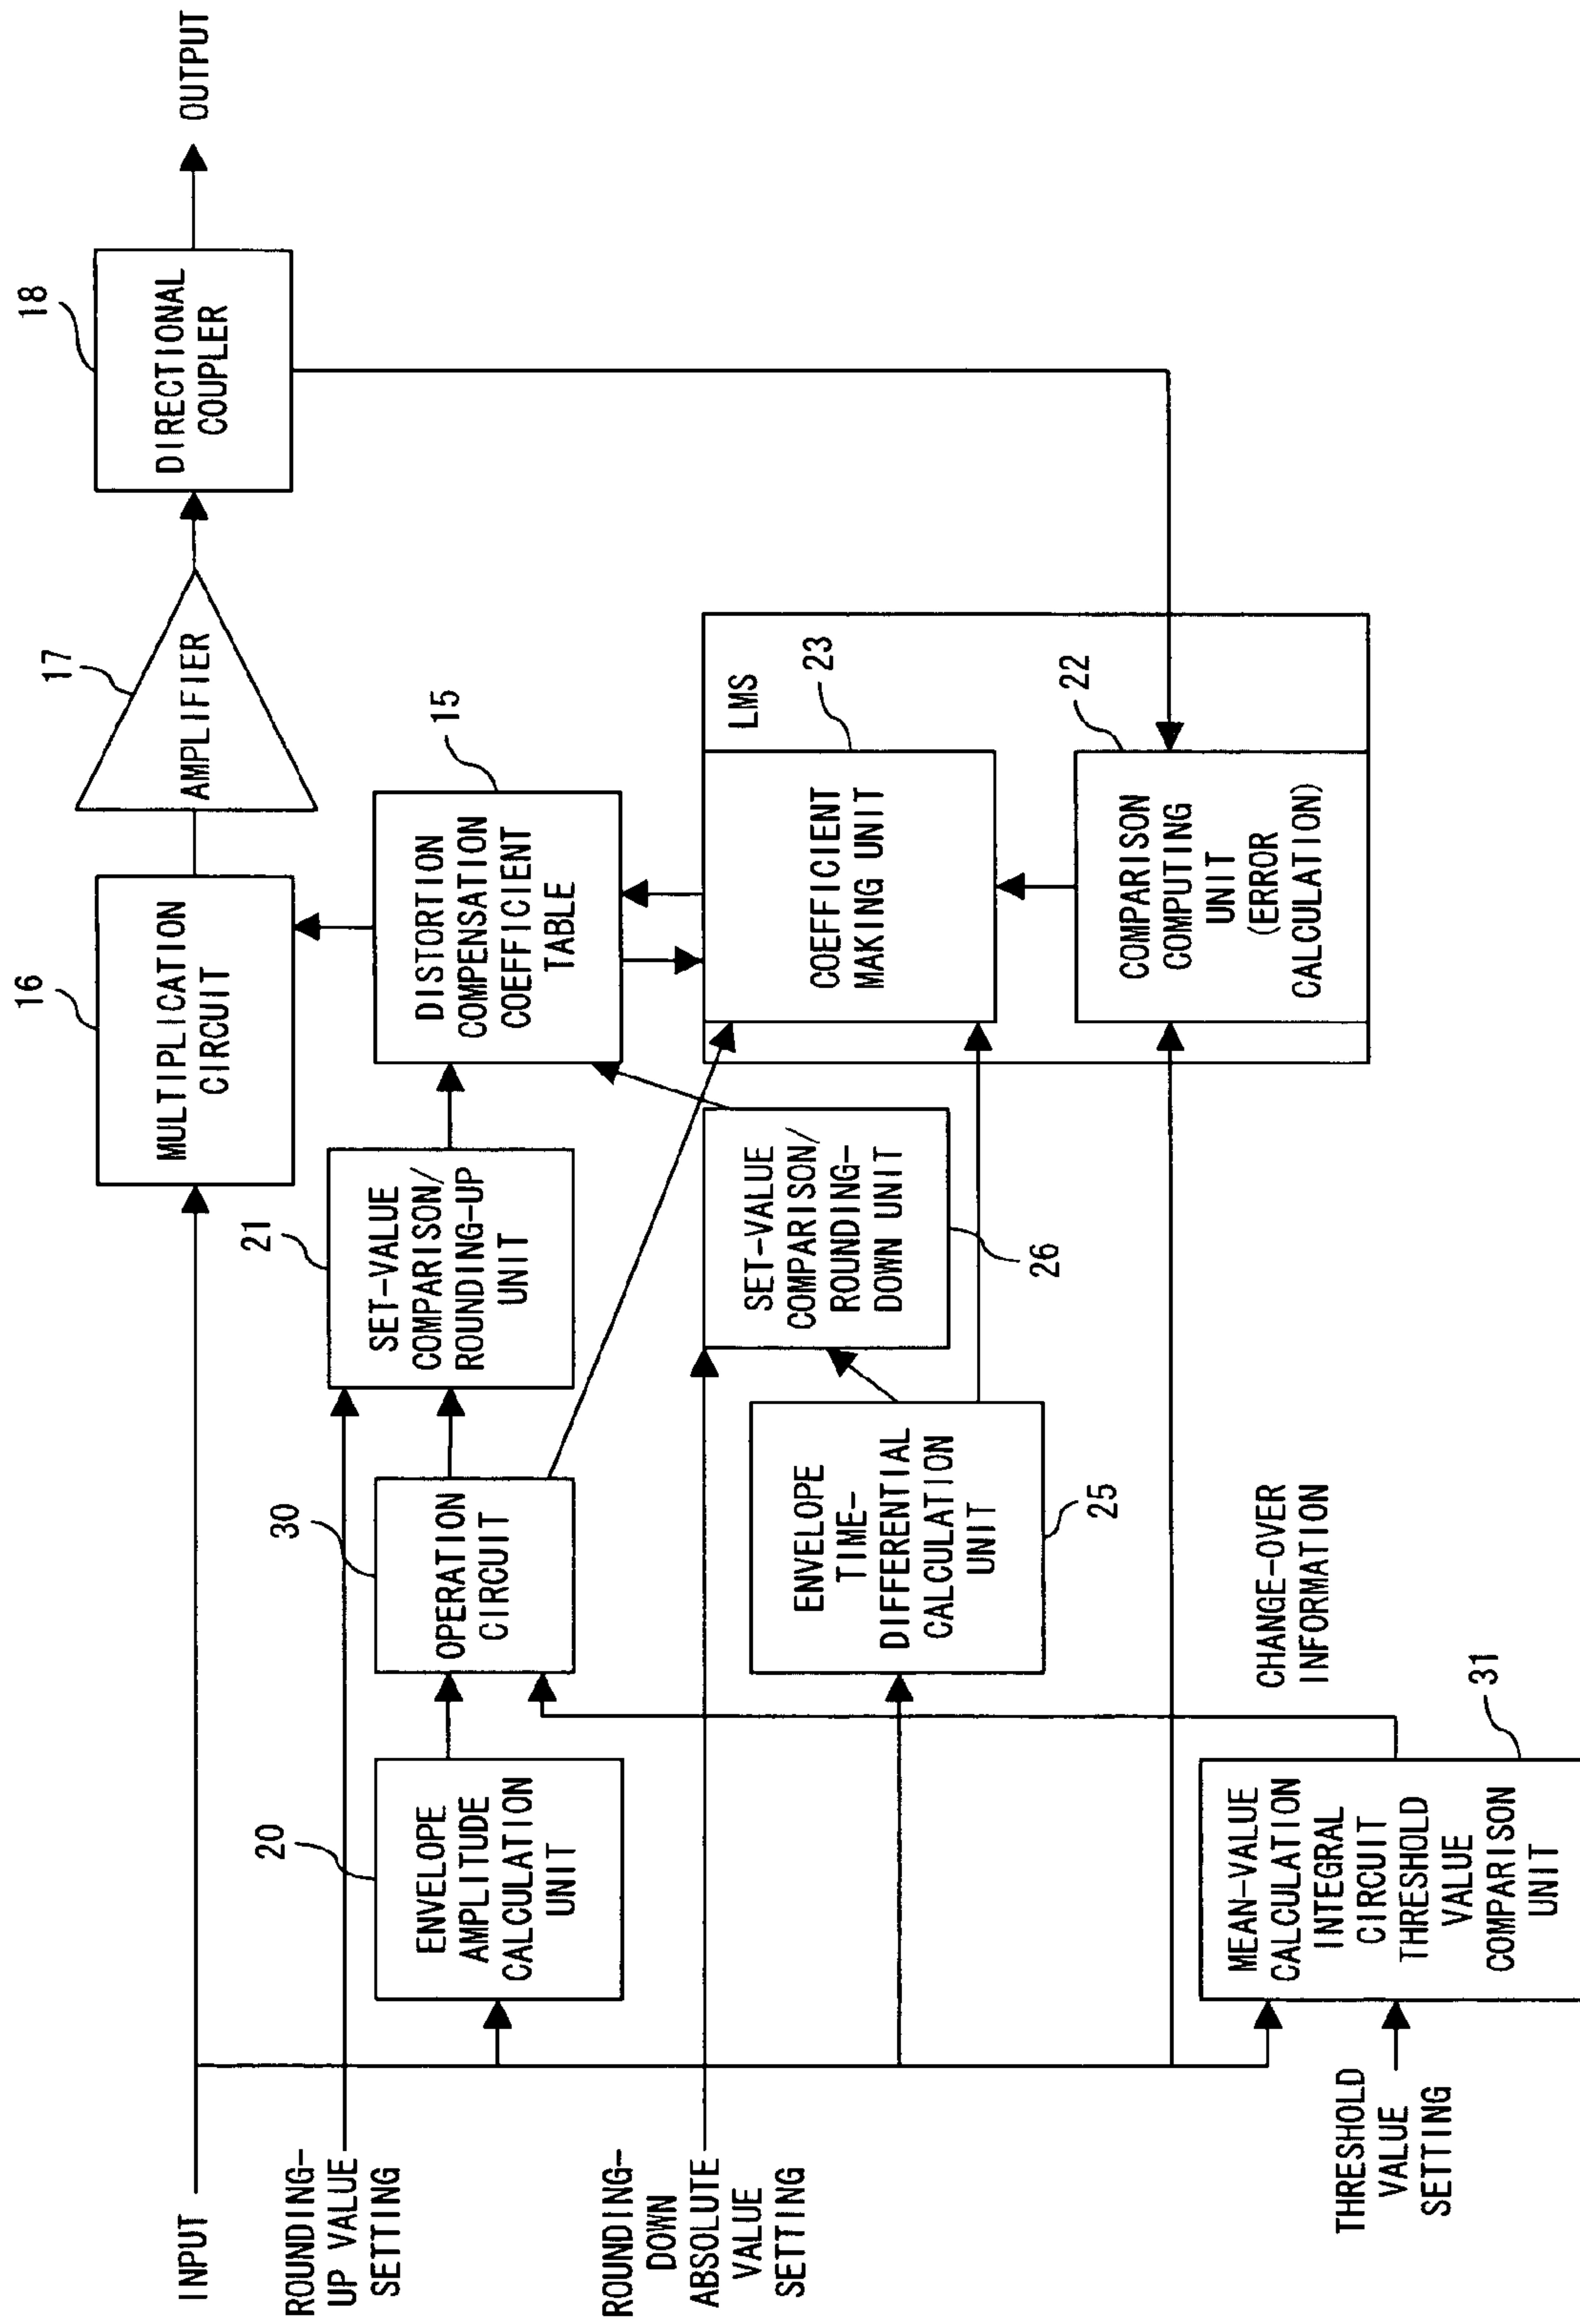 INPUT
16
MULTIPLICATION
CIRCUIT
17
AMPLIFIER
18
DIRECTIONAL
COUPLER
OUTPUT
ROUNDING-
UP VALUE
SETTING
20
ENVELOPE
AMPLITUDE
CALCULATION
UNIT
30
OPERATION
CIRCUIT
21
SET-VALUE
COMPARISON/
ROUNDING-UP
UNIT
15
DISTORTION
COMPENSATION
COEFFICIENT
TABLE
ROUNDING-
DOWN
ABSOLUTE
VALUE
SETTING
ENVELOPE
TIME-
DIFFERENTIAL
CALCULATION
UNIT
25
SET-VALUE
COMPARISON/
ROUNDING-
DOWN UNIT
26
LMS
23
COEFFICIENT
MAKING UNIT
22
COMPARISON
COMPUTING
UNIT
(ERROR
CALCULATION)
THRESHOLD
VALUE
SETTING
MEAN-VALUE
CALCULATION
INTEGRAL
CIRCUIT
THRESHOLD
VALUE
COMPARISON
UNIT
31
CHANGE-OVER
INFORMATION